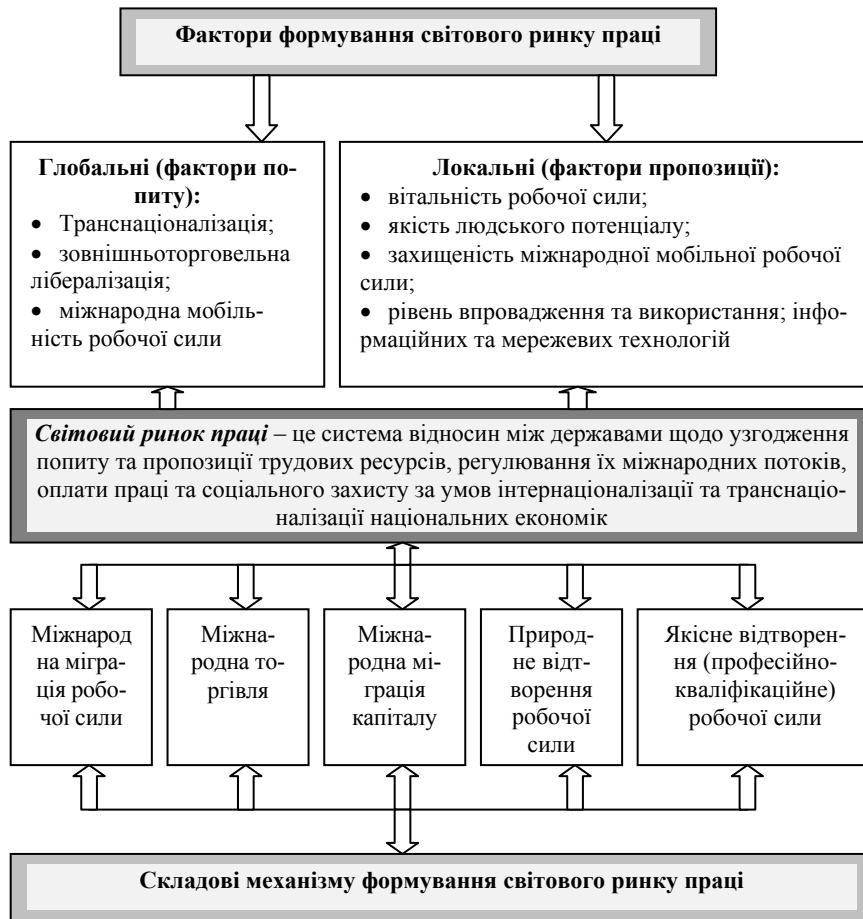 Фактори формування світового ринку праці
Глобальні (фактори по-
питу):
• Транснаціоналізація;
• зовнішньоторговельна
лібералізація;
• міжнародна мобіль-
ність робочої сили
Локальні (фактори пропозиції):
• вітальність робочої сили;
• якість людського потенціалу;
• захищеність міжнародної мобільної робочої
сили;
• рівень впровадження та використання; інфо-
рмаційних та мережевих технологій
Світовий ринок праці – це система відносин між державами щодо узгодження
попиту та пропозиції трудових ресурсів, регулювання їх міжнародних потоків,
оплати праці та соціального захисту за умов інтернаціоналізації та транснаціо-
налізації національних економік
Міжнарод
на мігра-
ція робо-
чої сили
Міжна-
родна то-
ргівля
Міжна-
родна мі-
грація
капіталу
Природ-
не відт-
ворення
робочої
сили
Якісне відтворен-
ня (професійно-
кваліфікаційне)
робочої сили
Складові механізму формування світового ринку праці